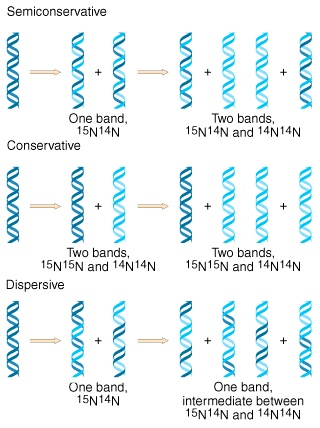 Semiconservative
+ + + +
One band, Two bands,
¹⁵N¹⁴N ¹⁵N¹⁴N and ¹⁴N¹⁴N
Conservative
+ + + +
Two bands, Two bands,
¹⁵N¹⁵N and ¹⁴N¹⁴N ¹⁵N¹⁵N and ¹⁴N¹⁴N
Dispersive
+ + + +
One band, One band,
¹⁵N¹⁴N intermediate between
¹⁵N¹⁴N and ¹⁴N¹⁴N